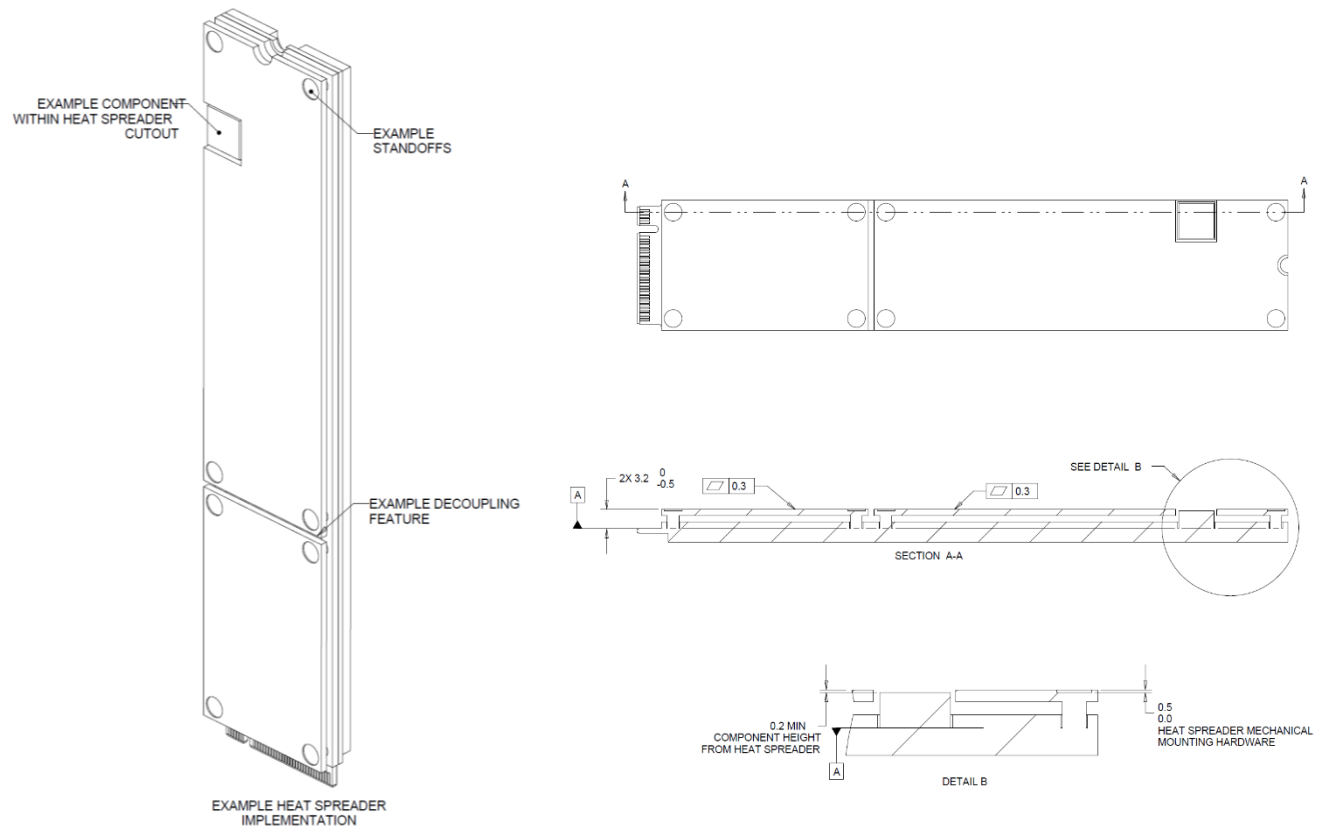 EXAMPLE COMPONENT
WITHIN HEAT SPREADER
CUTOUT
EXAMPLE
STANDOFFS
EXAMPLE DECOUPLING
FEATURE
EXAMPLE HEAT SPREADER
IMPLEMENTATION
A
A
A
2X 3.2 0
-0.5
0.3
0.3
SEE DETAIL B
SECTION A-A
0.2 MIN
COMPONENT HEIGHT
FROM HEAT SPREADER
A
0.5
0.0
HEAT SPREADER MECHANICAL
MOUNTING HARDWARE
DETAIL B